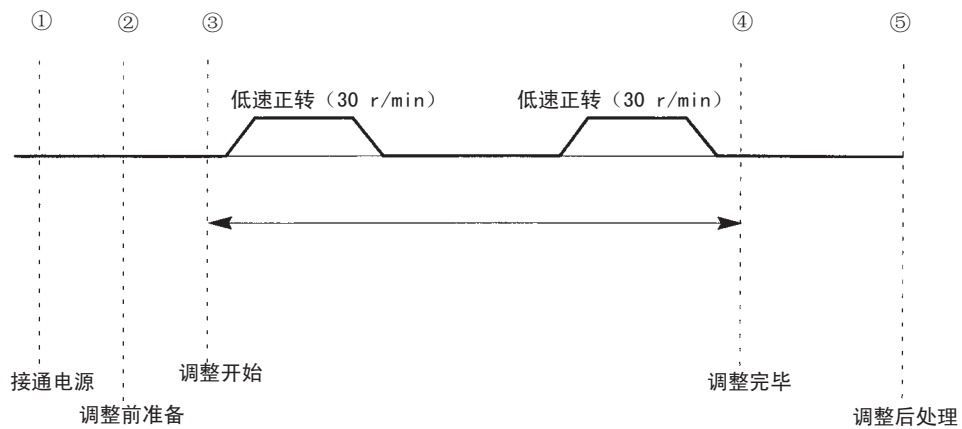 ① ② ③ ④ ⑤
低速正转（30 r/min） 低速正转（30 r/min）
接通电源 调整开始 调整完毕
调整前准备 调整后处理